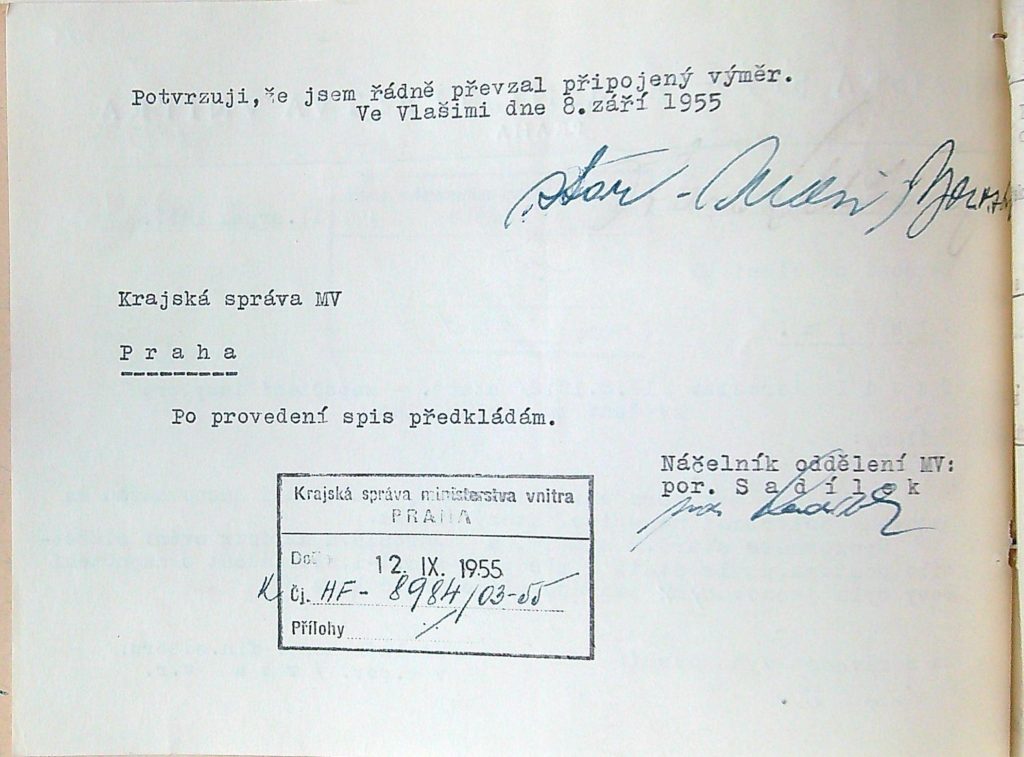 Potvrzuji,že jsem řádně převzal připojený výměr.
Ve Vlašimi dne 8.září 1955
Krajská správa MV
P r a h a
Po provedení spis předkládám.
Náčelník oddělení MV:
por. S a d í l e k
Krajská správa ministerstva vnitra
PRAHA
Došlo 12. IX. 1955
K Čj. HF - 8984/03-55
Přílohy